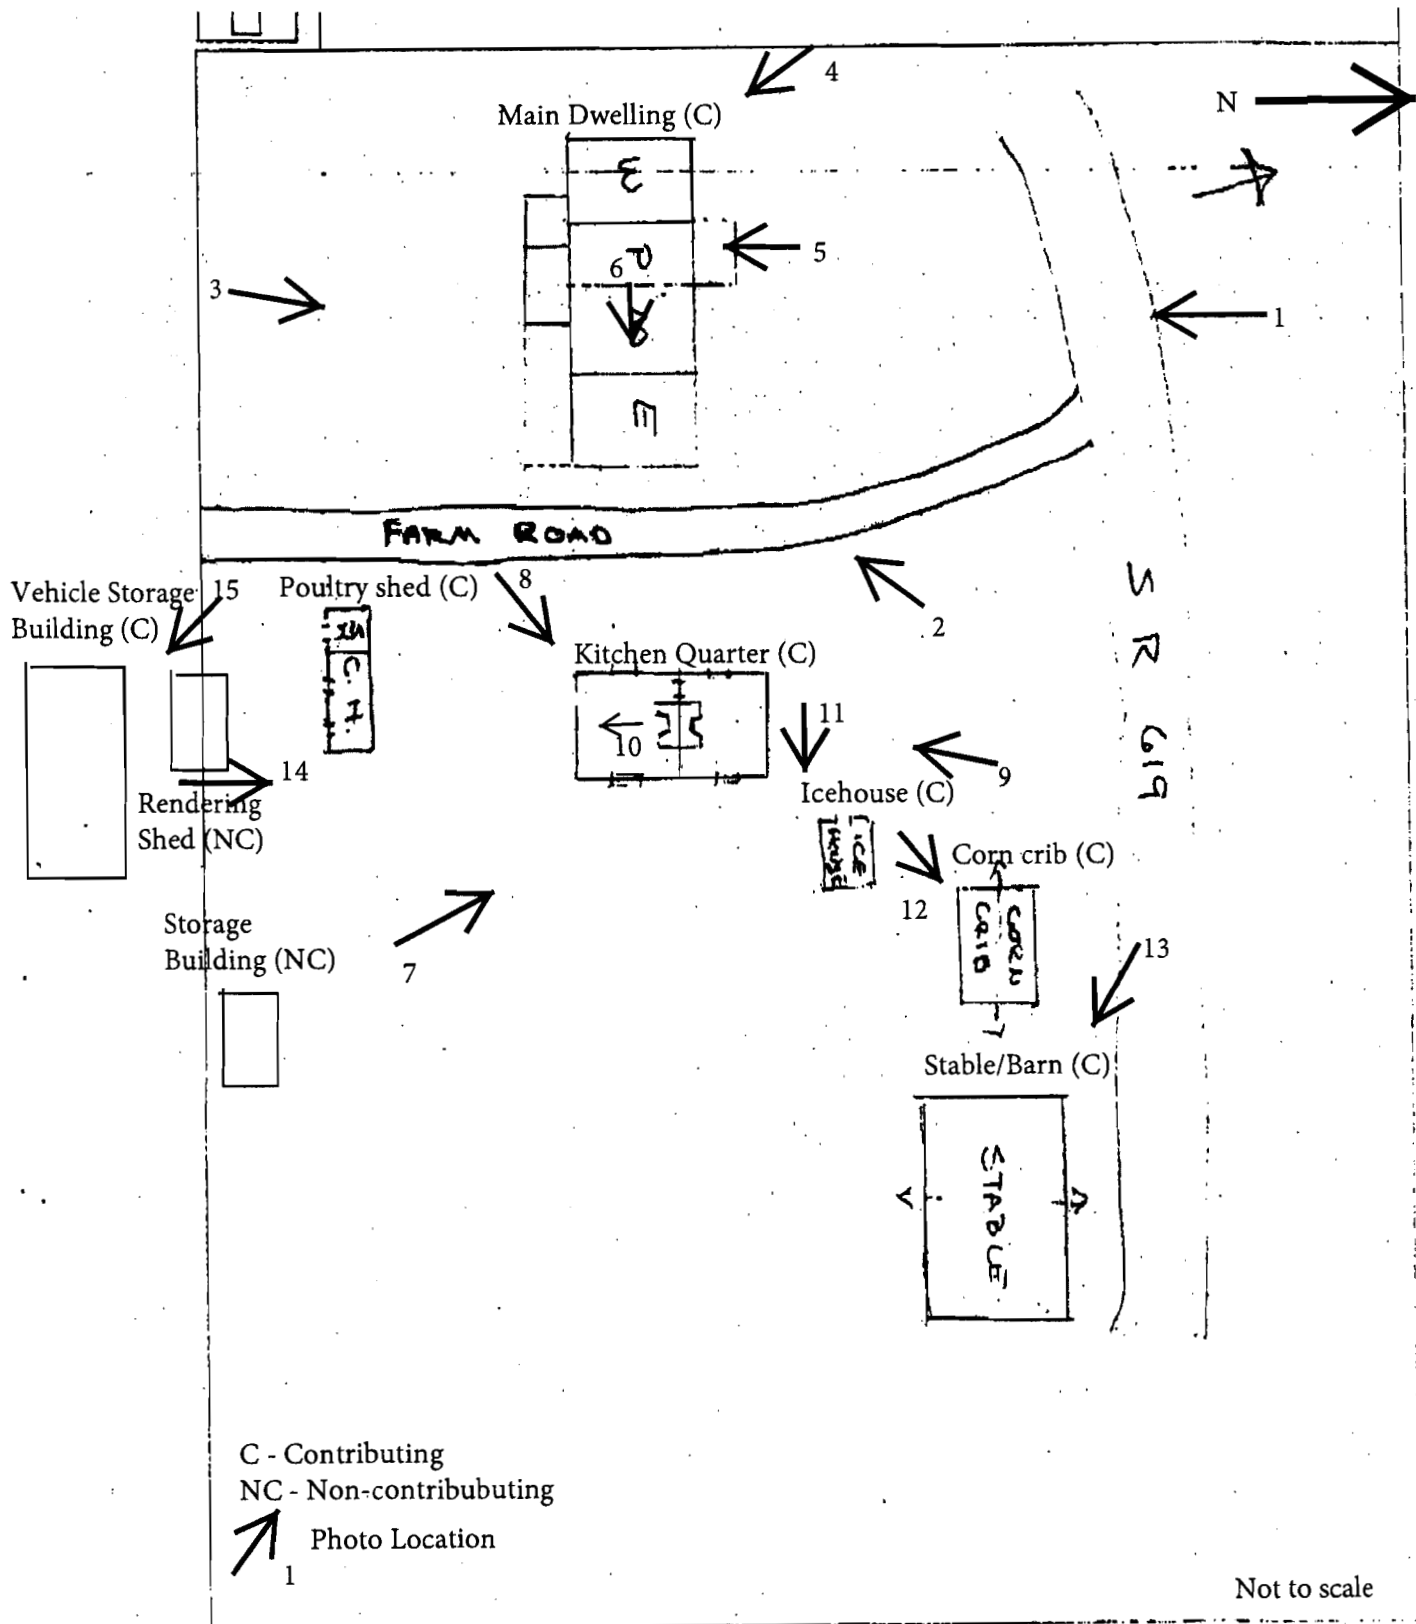 4
Main Dwelling (C)
N
W
5
P
6
3
1
E
FARM ROAD
8
Vehicle Storage
Building (C)
15
Poultry shed (C)
2
SR 619
Kitchen Quarter (C)
C. H.
11
10
9
14
Icehouse (C)
Rendering
Shed (NC)
ICE
HOUSE
Corn crib (C)
12
CORN
CRIB
Storage
Building (NC)
13
7
Stable/Barn (C)
STABLE
C - Contributing
NC - Non-contribubuting
Photo Location
1
Not to scale